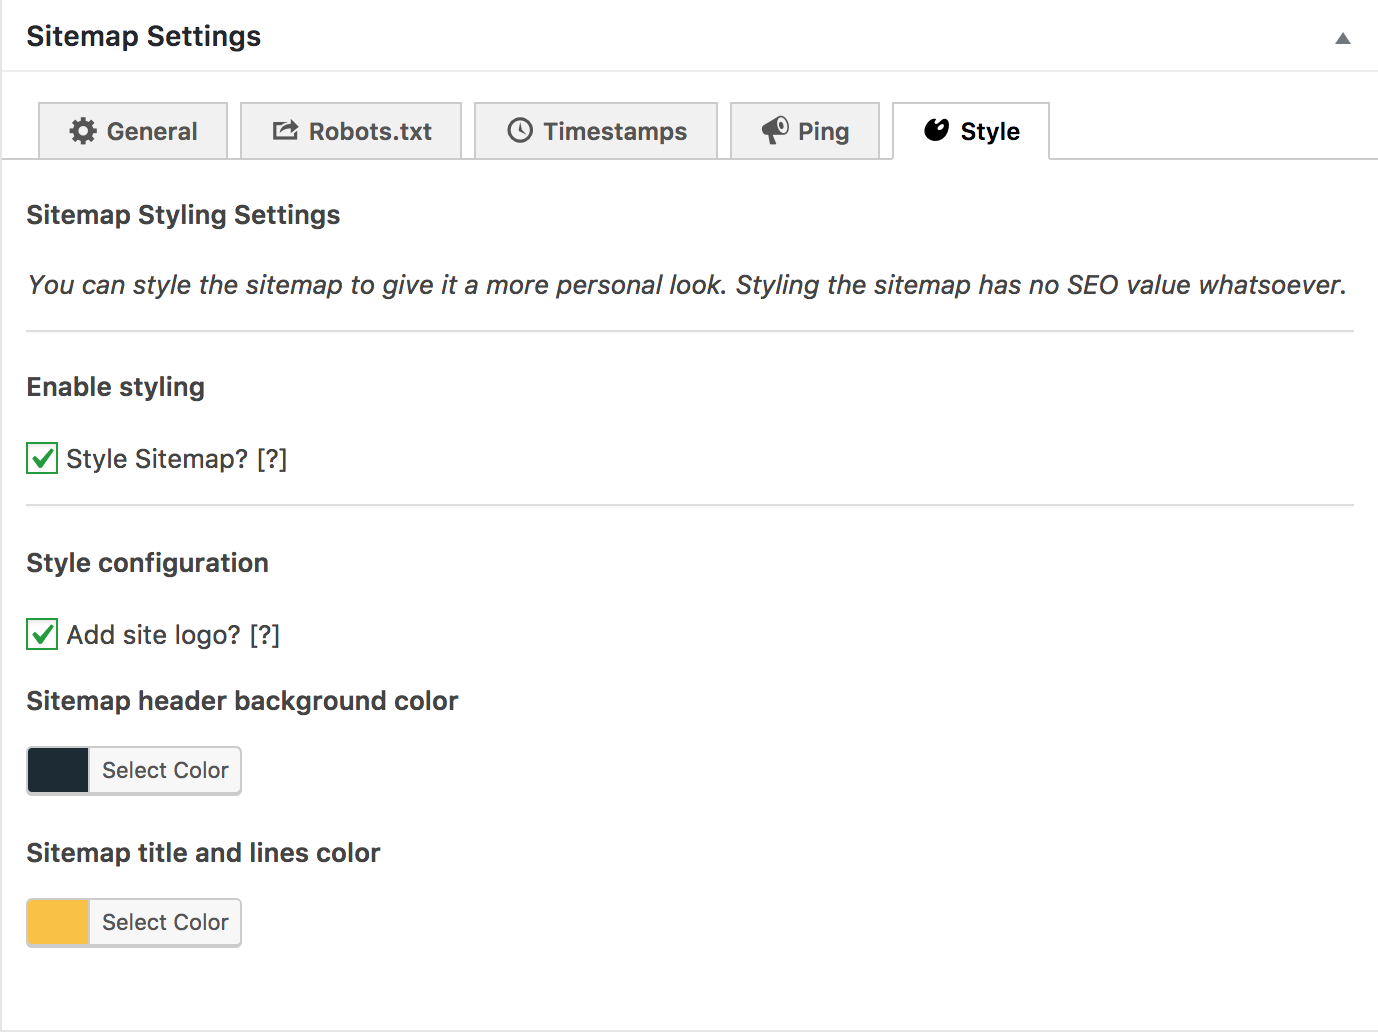 Sitemap Settings
General Robots.txt Timestamps Ping Style
Sitemap Styling Settings
You can style the sitemap to give it a more personal look. Styling the sitemap has no SEO value whatsoever.
Enable styling
Style Sitemap? [?]
Style configuration
Add site logo? [?]
Sitemap header background color
Select Color
Sitemap title and lines color
Select Color